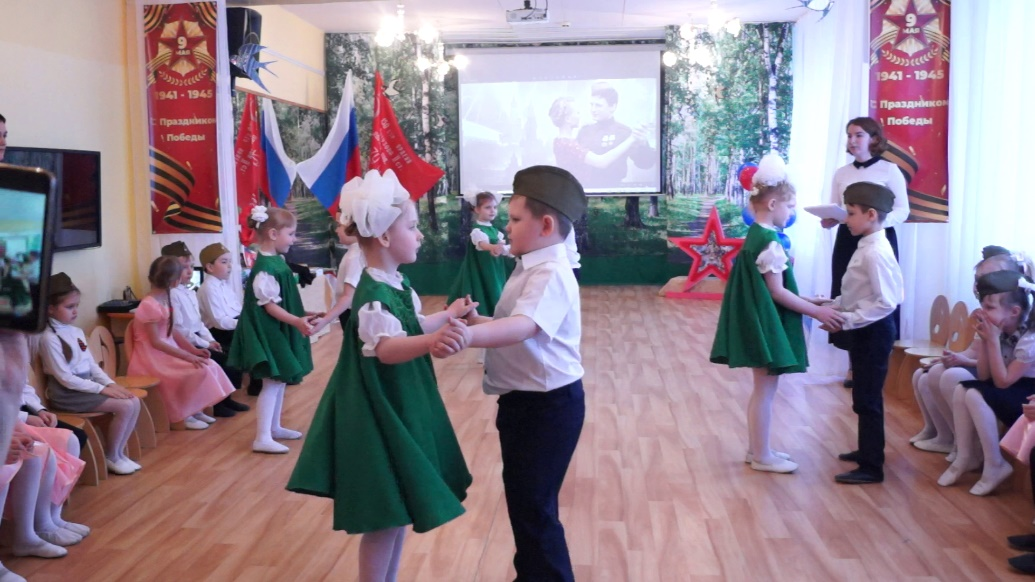 9
МАЯ
1941 - 1945
С Праздником
Победы
9
МАЯ
1941 - 1945
С Праздником
Победы